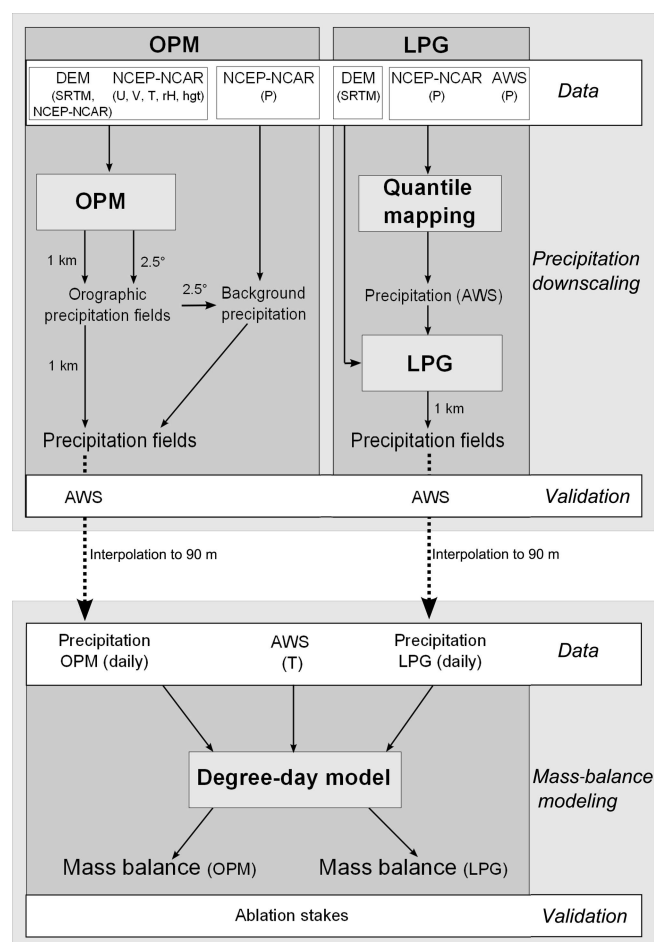 OPM
LPG
DEM
(SRTM,
NCEP-NCAR)
NCEP-NCAR
(U, V, T, rH, hgt)
NCEP-NCAR
(P)
DEM
(SRTM)
NCEP-NCAR
(P)
AWS
(P)
Data
OPM
Quantile
mapping
1 km
2.5°
Precipitation
downscaling
Orographic
precipitation fields
2.5°
Background
precipitation
Precipitation (AWS)
1 km
LPG
1 km
Precipitation fields
Precipitation fields
AWS
AWS
Validation
Interpolation to 90 m
Interpolation to 90 m
Precipitation
OPM (daily)
AWS
(T)
Precipitation
LPG (daily)
Data
Degree-day model
Mass-balance
modeling
Mass balance (OPM)
Mass balance (LPG)
Ablation stakes
Validation